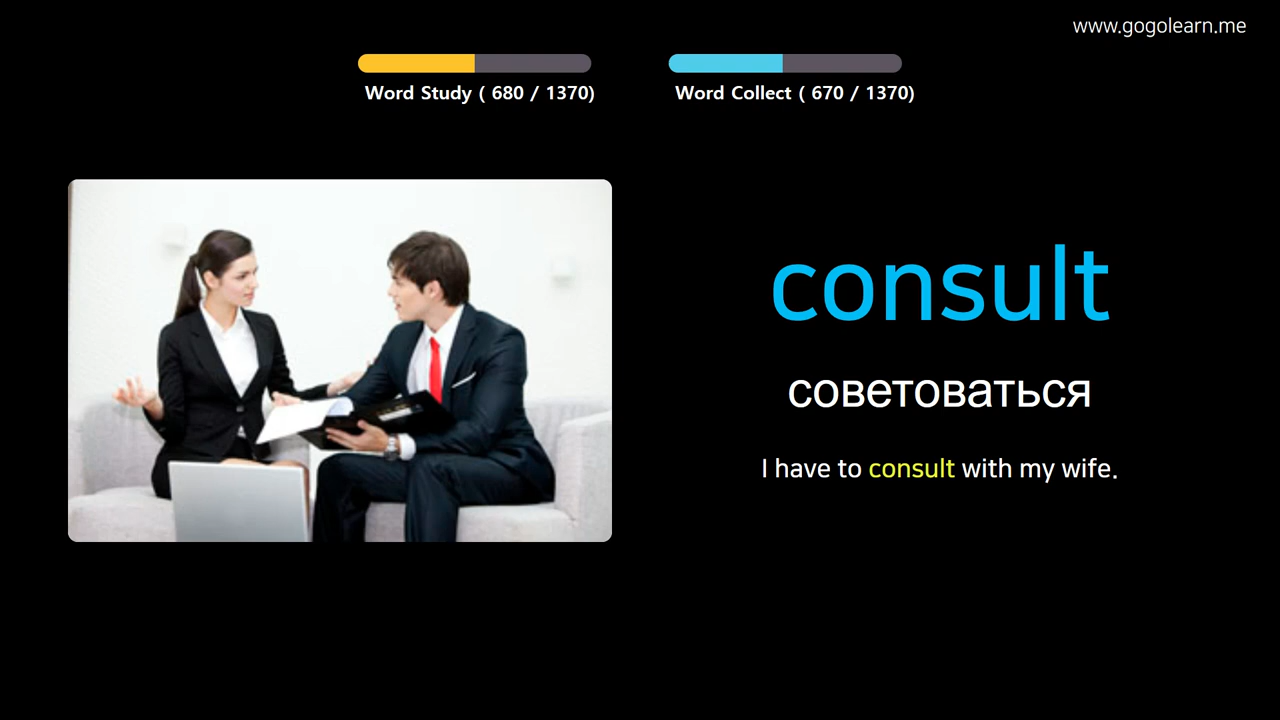 www.gogolearn.me
Word Study ( 680 / 1370)
Word Collect ( 670 / 1370)
consult
советоваться
I have to consult with my wife.